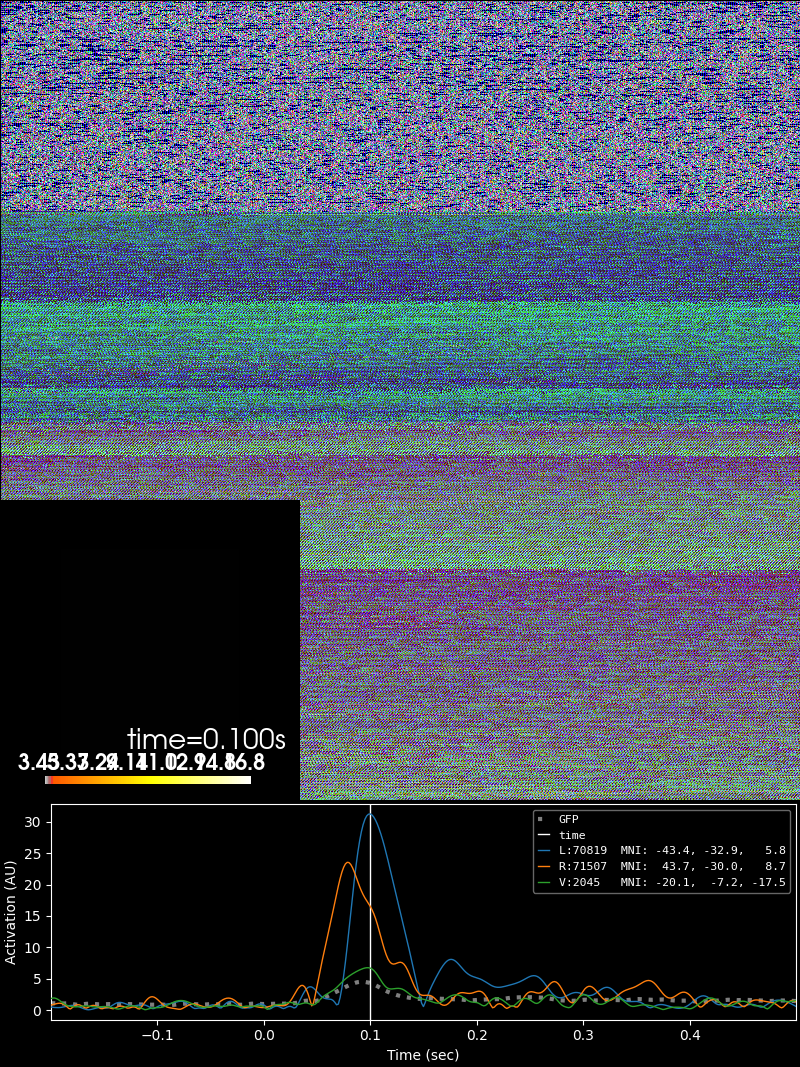 time=0.100s
30
25
20
15
10
5
0
Activation (AU)
GFP
time
L:70819 MNI: -43.4, -32.9, 5.8
R:71507 MNI: 43.7, -30.0, 8.7
V:2045 MNI: -20.1, -7.2, -17.5
−0.1 0.0 0.1 0.2 0.3 0.4
Time (sec)